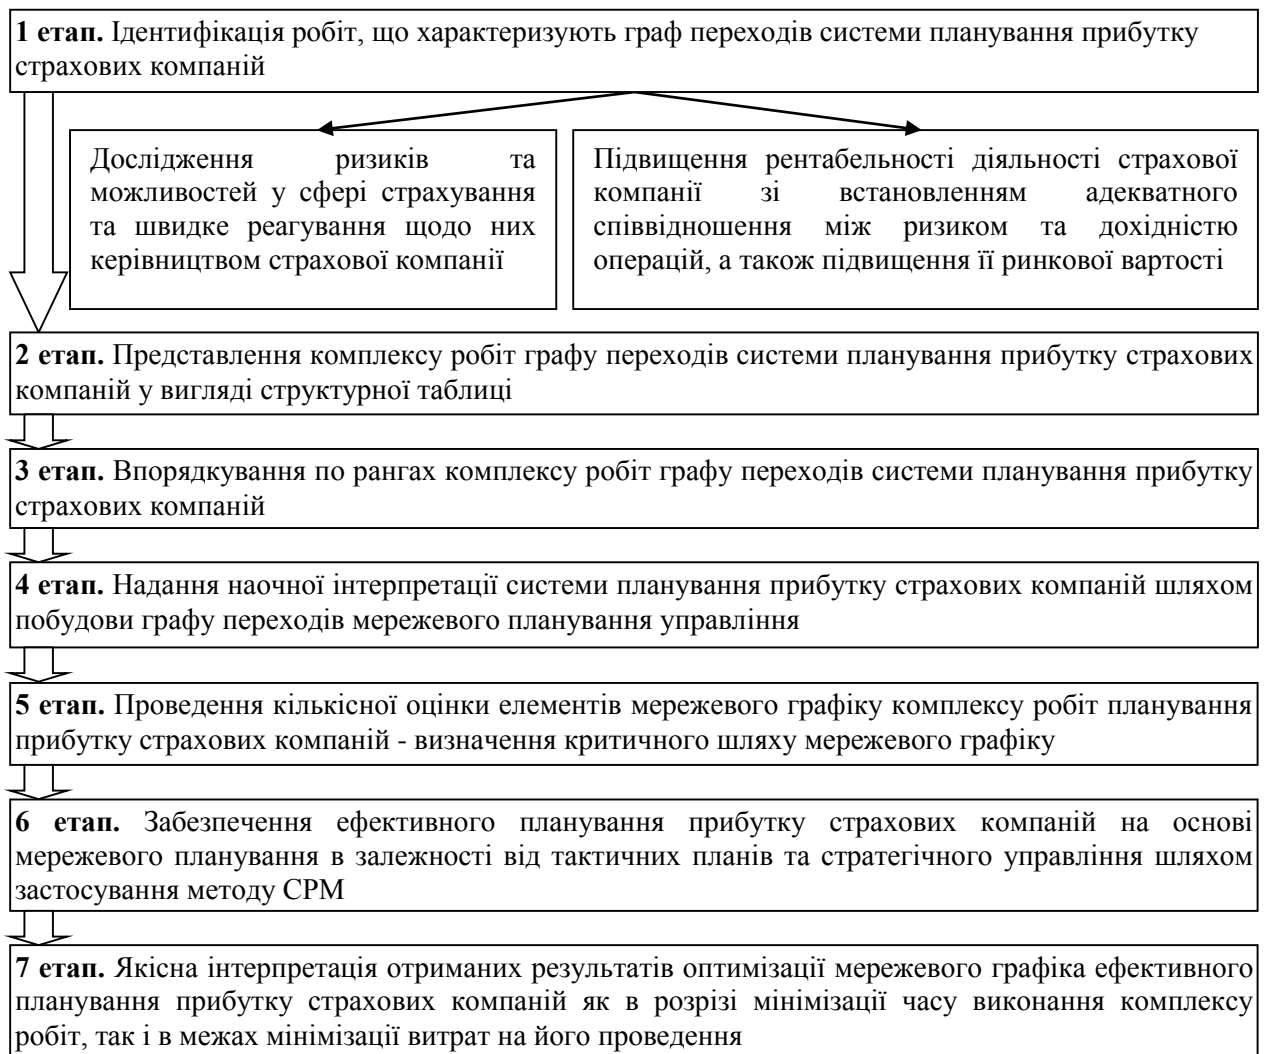 1 етап. Ідентифікація робіт, що характеризують граф переходів системи планування прибутку
страхових компаній
Дослідження ризиків та
можливостей у сфері страхування
та швидке реагування щодо них
керівництвом страхової компанії
Підвищення рентабельності діяльності страхової
компанії зі встановленням адекватного
співвідношення між ризиком та дохідністю
операцій, а також підвищення її ринкової вартості
2 етап. Представлення комплексу робіт графу переходів системи планування прибутку страхових
компаній у вигляді структурної таблиці
3 етап. Впорядкування по рангах комплексу робіт графу переходів системи планування прибутку
страхових компаній
4 етап. Надання наочної інтерпретації системи планування прибутку страхових компаній шляхом
побудови графу переходів мережевого планування управління
5 етап. Проведення кількісної оцінки елементів мережевого графіку комплексу робіт планування
прибутку страхових компаній - визначення критичного шляху мережевого графіку
6 етап. Забезпечення ефективного планування прибутку страхових компаній на основі
мережевого планування в залежності від тактичних планів та стратегічного управління шляхом
застосування методу СРМ
7 етап. Якісна інтерпретація отриманих результатів оптимізації мережевого графіка ефективного
планування прибутку страхових компаній як в розрізі мінімізації часу виконання комплексу
робіт, так і в межах мінімізації витрат на його проведення